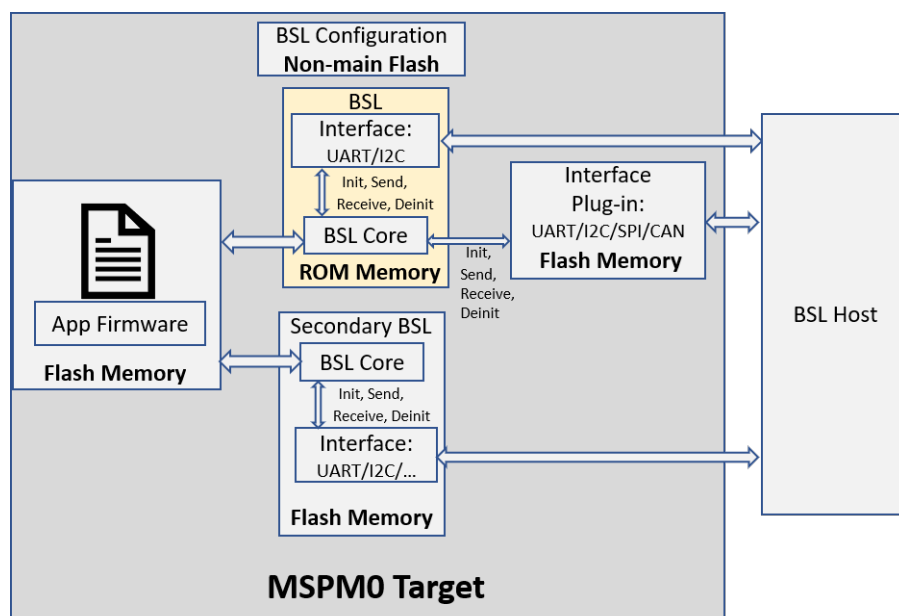 BSL Configuration
Non-main Flash
BSL
Interface:
UART/I2C
Init, Send,
Receive, Deinit
BSL Core
ROM Memory
Interface
Plug-in:
UART/I2C/SPI/CAN
Flash Memory
Init,
Send,
Receive,
Deinit
BSL Host
App Firmware
Flash Memory
Secondary BSL
BSL Core
Init, Send,
Receive, Deinit
Interface:
UART/I2C/...
Flash Memory
MSPM0 Target